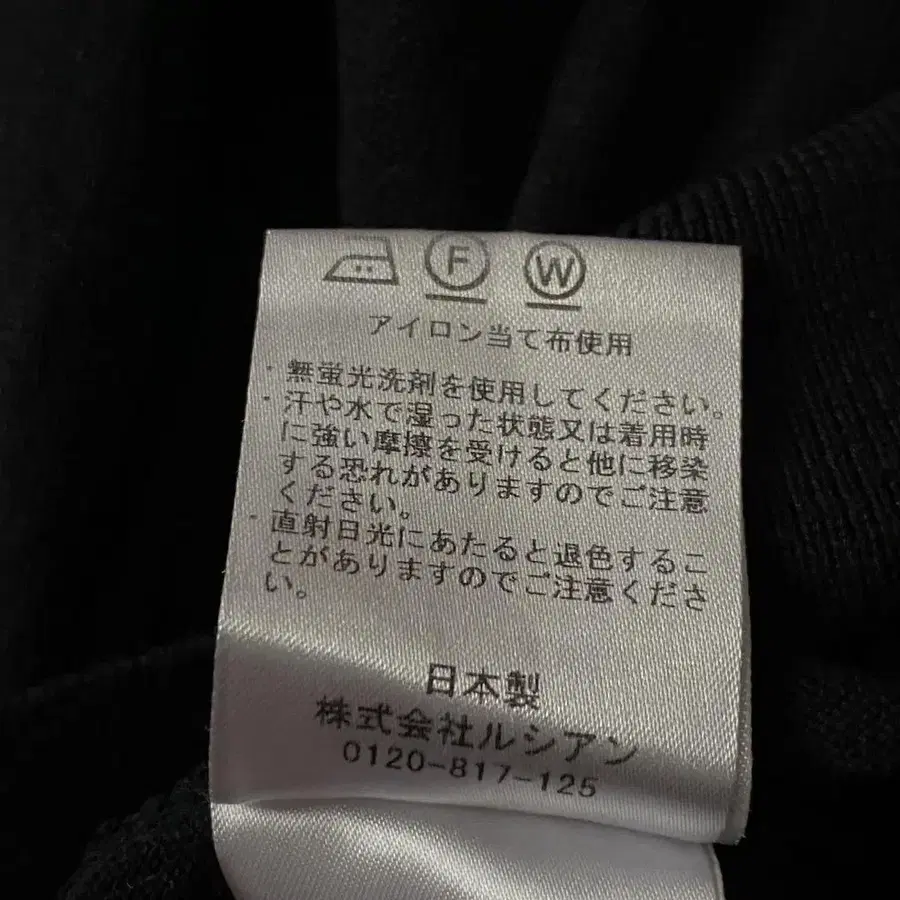 F W
アイロン当て布使用
・無蛍光洗剤を使用してください。
・汗や水で湿った状態又は着用時
に強い摩擦を受けると他に移染
する恐れがありますのでご注意
ください。
・直射日光にあたると退色するこ
とがありますのでご注意くださ
い。
日本製
株式会社ルシアン
0120-817-125